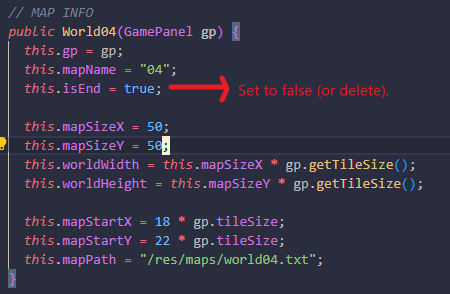 // MAP INFO
public World04(GamePanel gp) {
this.gp = gp;
this.mapName = "04";
this.isEnd = true; Set to false (or delete).
this.mapSizeX = 50;
this.mapSizeY = 50;
this.worldWidth = this.mapSizeX * gp.getTileSize();
this.worldHeight = this.mapSizeY * gp.getTileSize();
this.mapStartX = 18 * gp.tileSize;
this.mapStartY = 22 * gp.tileSize;
this.mapPath = "/res/maps/world04.txt";
}